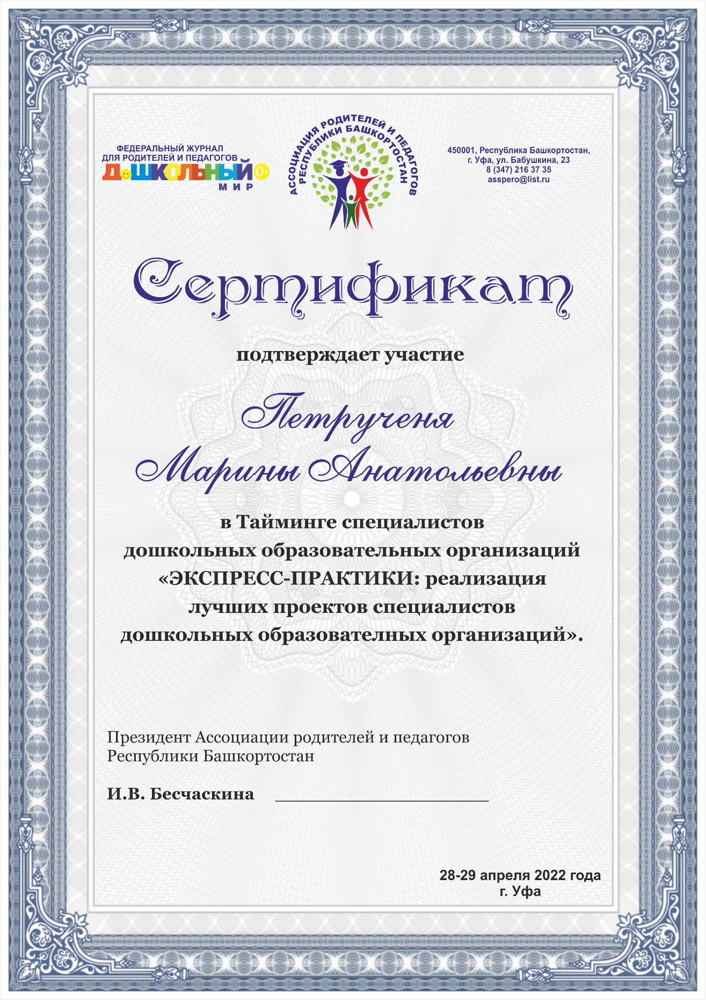 ФЕДЕРАЛЬНЫЙ ЖУРНАЛ
ДЛЯ РОДИТЕЛЕЙ И ПЕДАГОГОВ
ДОШКОЛЬНЫЙ 0+
МИР
АССОЦИАЦИЯ РОДИТЕЛЕЙ И ПЕДАГОГОВ
РЕСПУБЛИКИ БАШКОРТОСТАН
450001, Республика Башкортостан,
г. Уфа, ул. Бабушкина, 23
8 (347) 216 37 35
asspero@list.ru
Сертификат
подтверждает участие
Петрученя
Марины Анатольевны
в Тайминге специалистов
дошкольных образовательных организаций
«ЭКСПРЕСС-ПРАКТИКИ: реализация
лучших проектов специалистов
дошкольных образователных организаций».
Президент Ассоциации родителей и педагогов
Республики Башкортостан
И.В. Бесчаскина
28-29 апреля 2022 года
г. Уфа